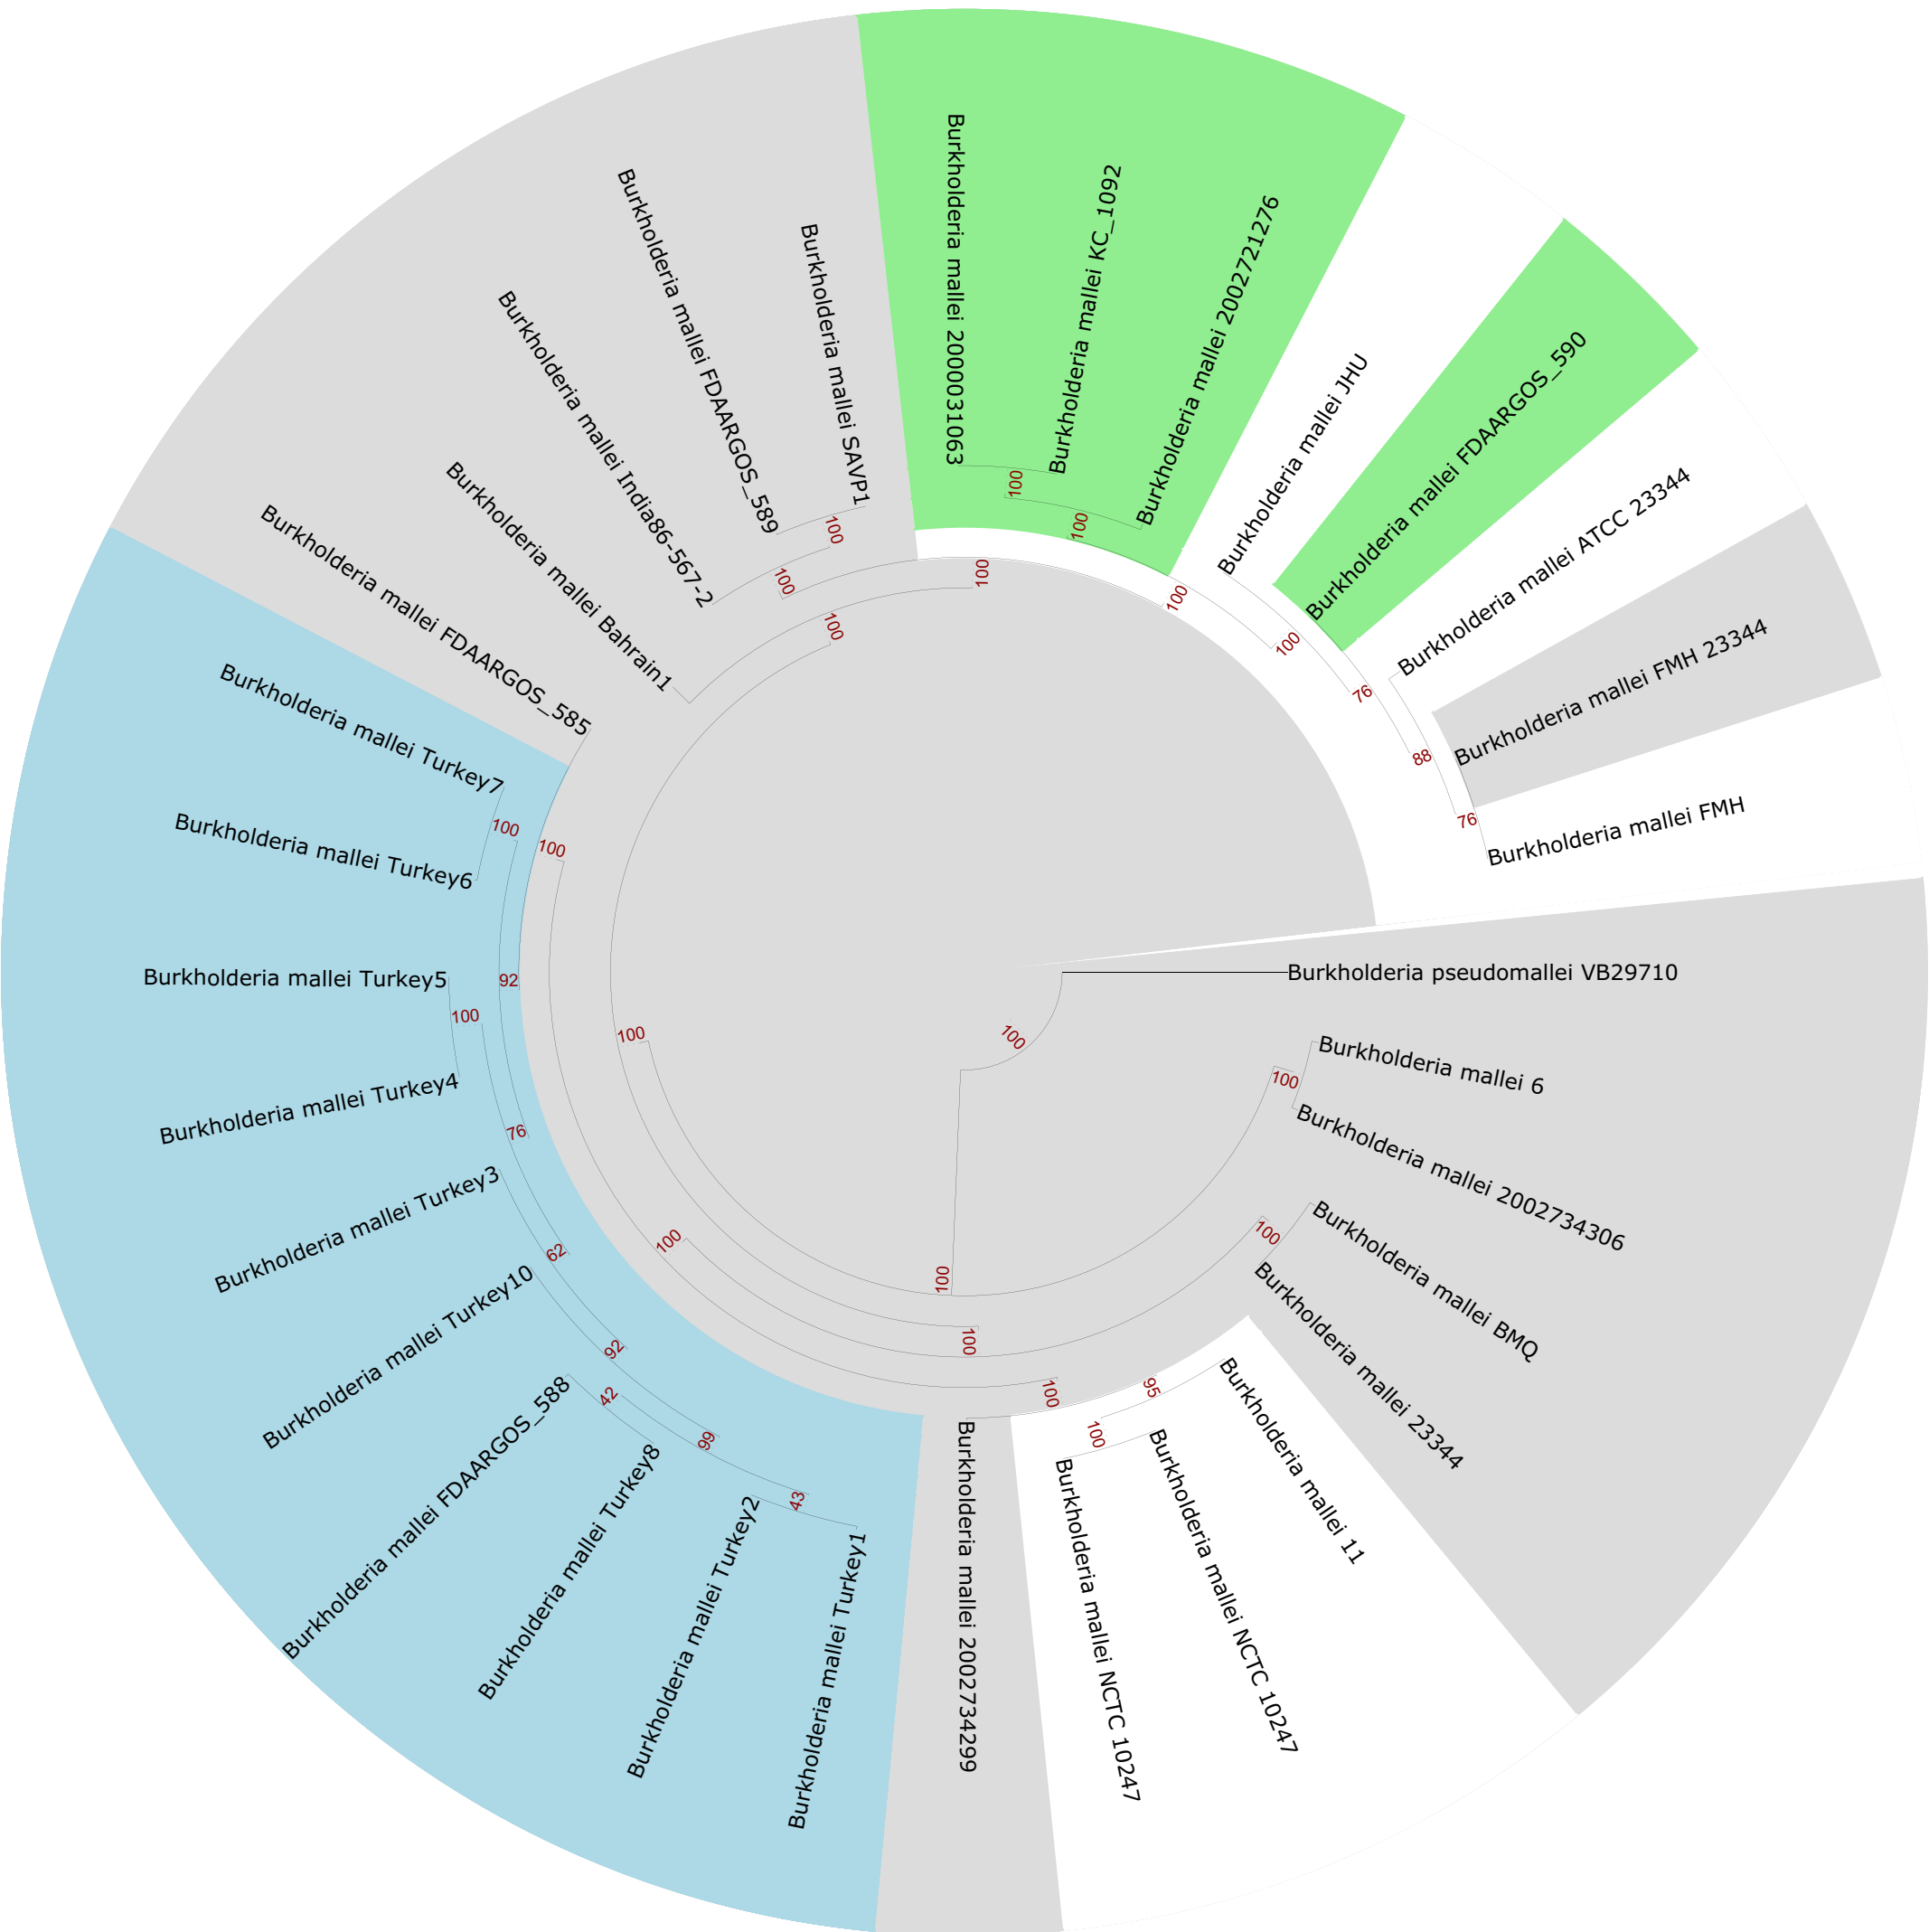 Burkholderia mallei 2000031063
Burkholderia mallei KC_1092
Burkholderia mallei 2002721276
Burkholderia mallei JHU
Burkholderia mallei FDAARGOS_590
Burkholderia mallei ATCC 23344
Burkholderia mallei FMH 23344
Burkholderia mallei FMH
Burkholderia pseudomallei VB29710
Burkholderia mallei 6
Burkholderia mallei 2002734306
Burkholderia mallei BMQ
Burkholderia mallei 23344
Burkholderia mallei 11
Burkholderia mallei NCTC 10247
Burkholderia mallei NCTC 10247
Burkholderia mallei 2002734299
Burkholderia mallei Turkey1
Burkholderia mallei Turkey2
Burkholderia mallei Turkey8
Burkholderia mallei FDAARGOS_588
Burkholderia mallei Turkey10
Burkholderia mallei Turkey3
Burkholderia mallei Turkey4
Burkholderia mallei Turkey5
Burkholderia mallei Turkey6
Burkholderia mallei Turkey7
Burkholderia mallei FDAARGOS_585
Burkholderia mallei Bahrain1
Burkholderia mallei India86-567-2
Burkholderia mallei FDAARGOS_589
Burkholderia mallei SAVP1
100
100
100
100
76
88
76
100
100
100
100
100
95
100
100
100
43
99
42
92
62
76
100
92
100
100
100
100
100
100
100
100